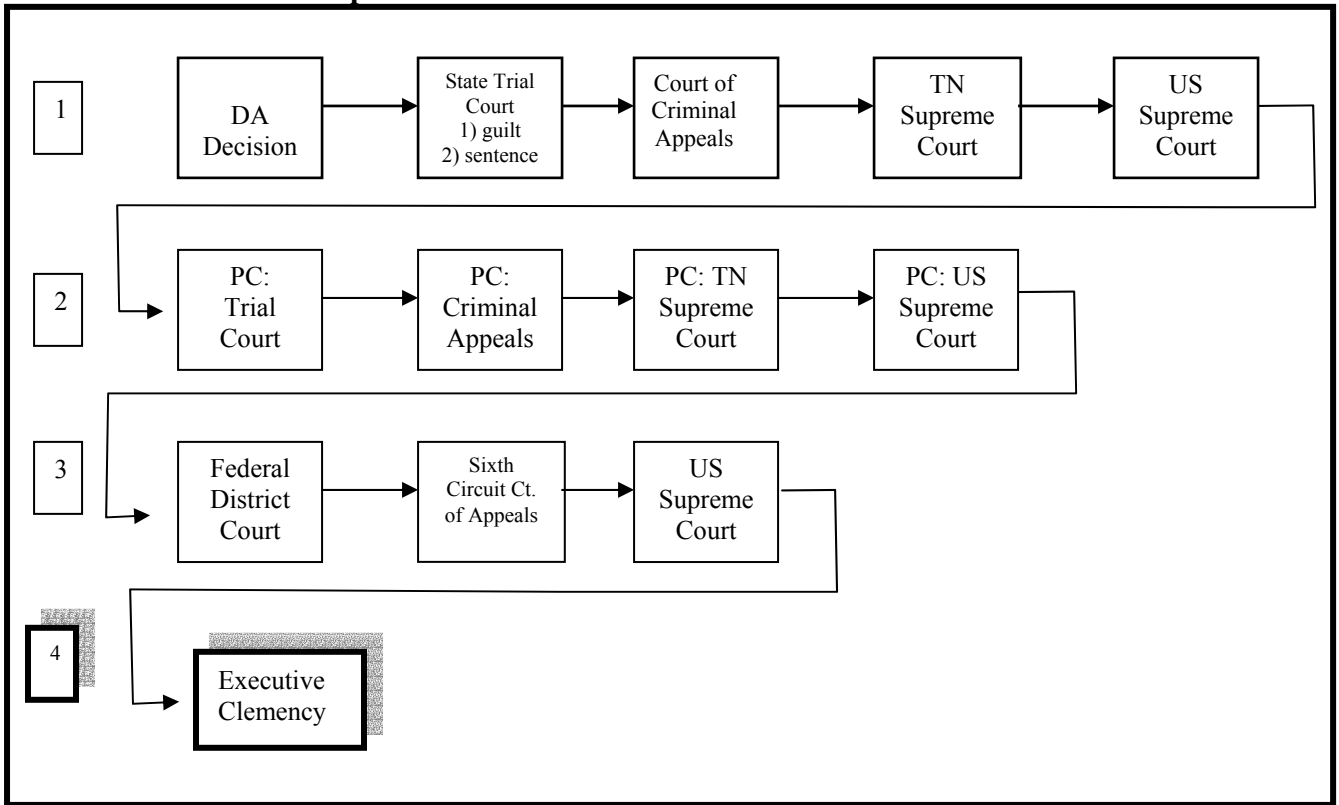 1
DA
Decision
State Trial
Court
1) guilt
2) sentence
Court of
Criminal
Appeals
TN
Supreme
Court
US
Supreme
Court
2
PC:
Trial
Court
PC:
Criminal
Appeals
PC: TN
Supreme
Court
PC: US
Supreme
Court
3
Federal
District
Court
Sixth
Circuit Ct.
of Appeals
US
Supreme
Court
4
Executive
Clemency